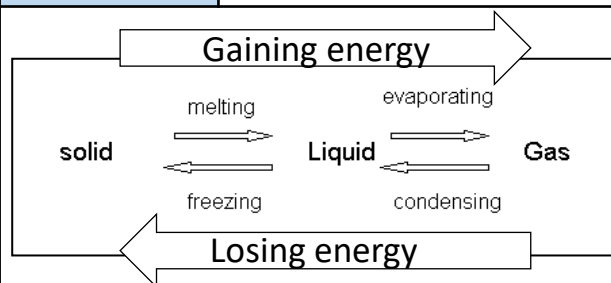 Gaining energy
melting
evaporating
solid
Liquid
Gas
freezing
condensing
Losing energy